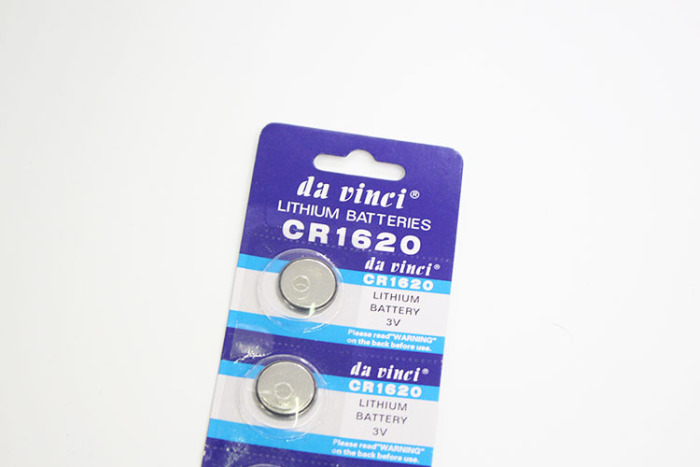 da vinci®
LITHIUM BATTERIES
CR1620
da vinci®
CR1620
LITHIUM
BATTERY
3V
Please read"WARNING"
on the back before use.
da vinci®
CR1620
LITHIUM
BATTERY
3V
Please read"WARNING"
on the back before use.